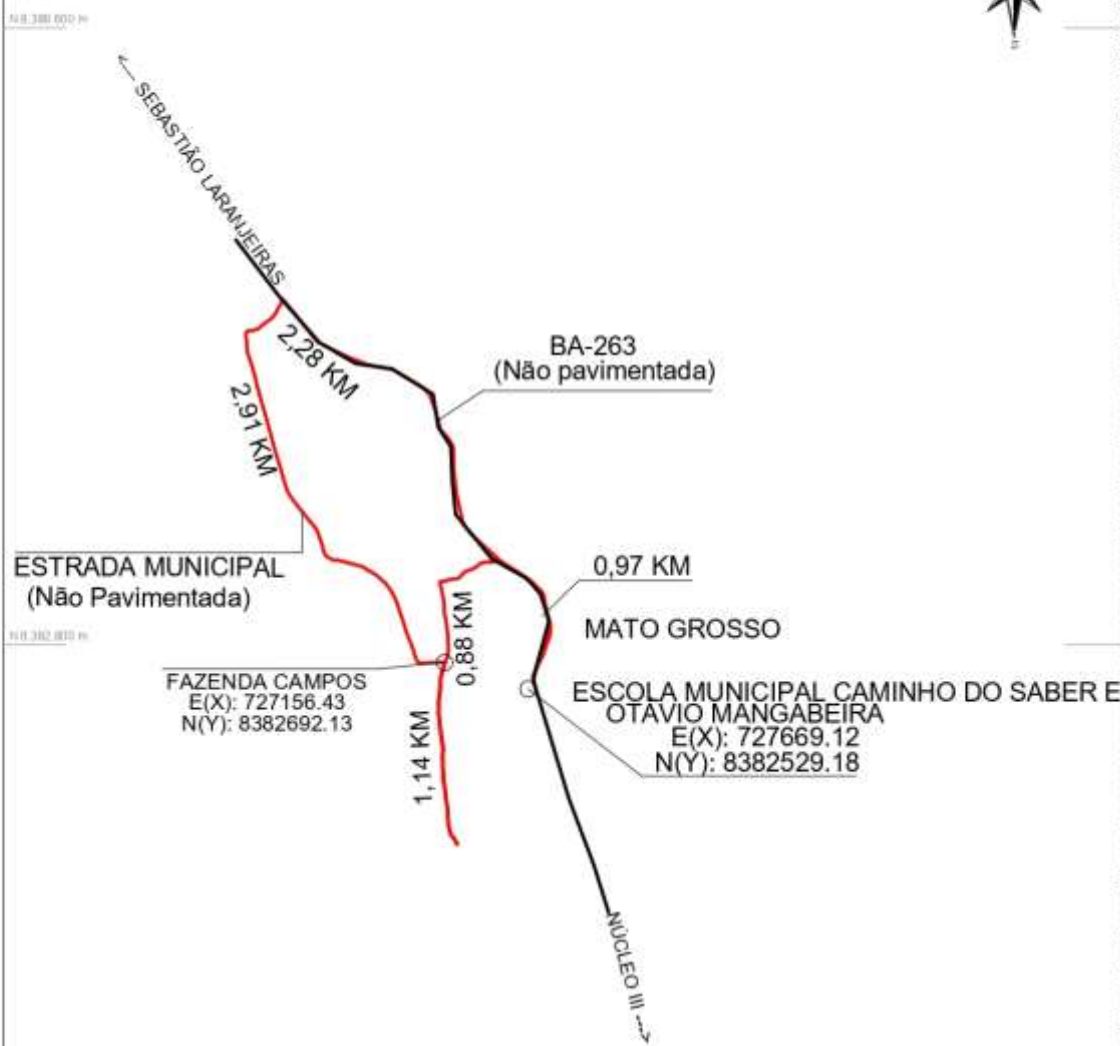 ← SEBASTIÃO LARANJEIRAS
2,28 KM
BA-263
(Não pavimentada)
2,91 KM
ESTRADA MUNICIPAL
(Não Pavimentada)
0,97 KM
MATO GROSSO
0,88 KM
FAZENDA CAMPOS
E(X): 727156.43
N(Y): 8382692.13
ESCOLA MUNICIPAL CAMINHO DO SABER E
OTÁVIO MANGABEIRA
E(X): 727669.12
N(Y): 8382529.18
1,14 KM
NÚCLEO III --->